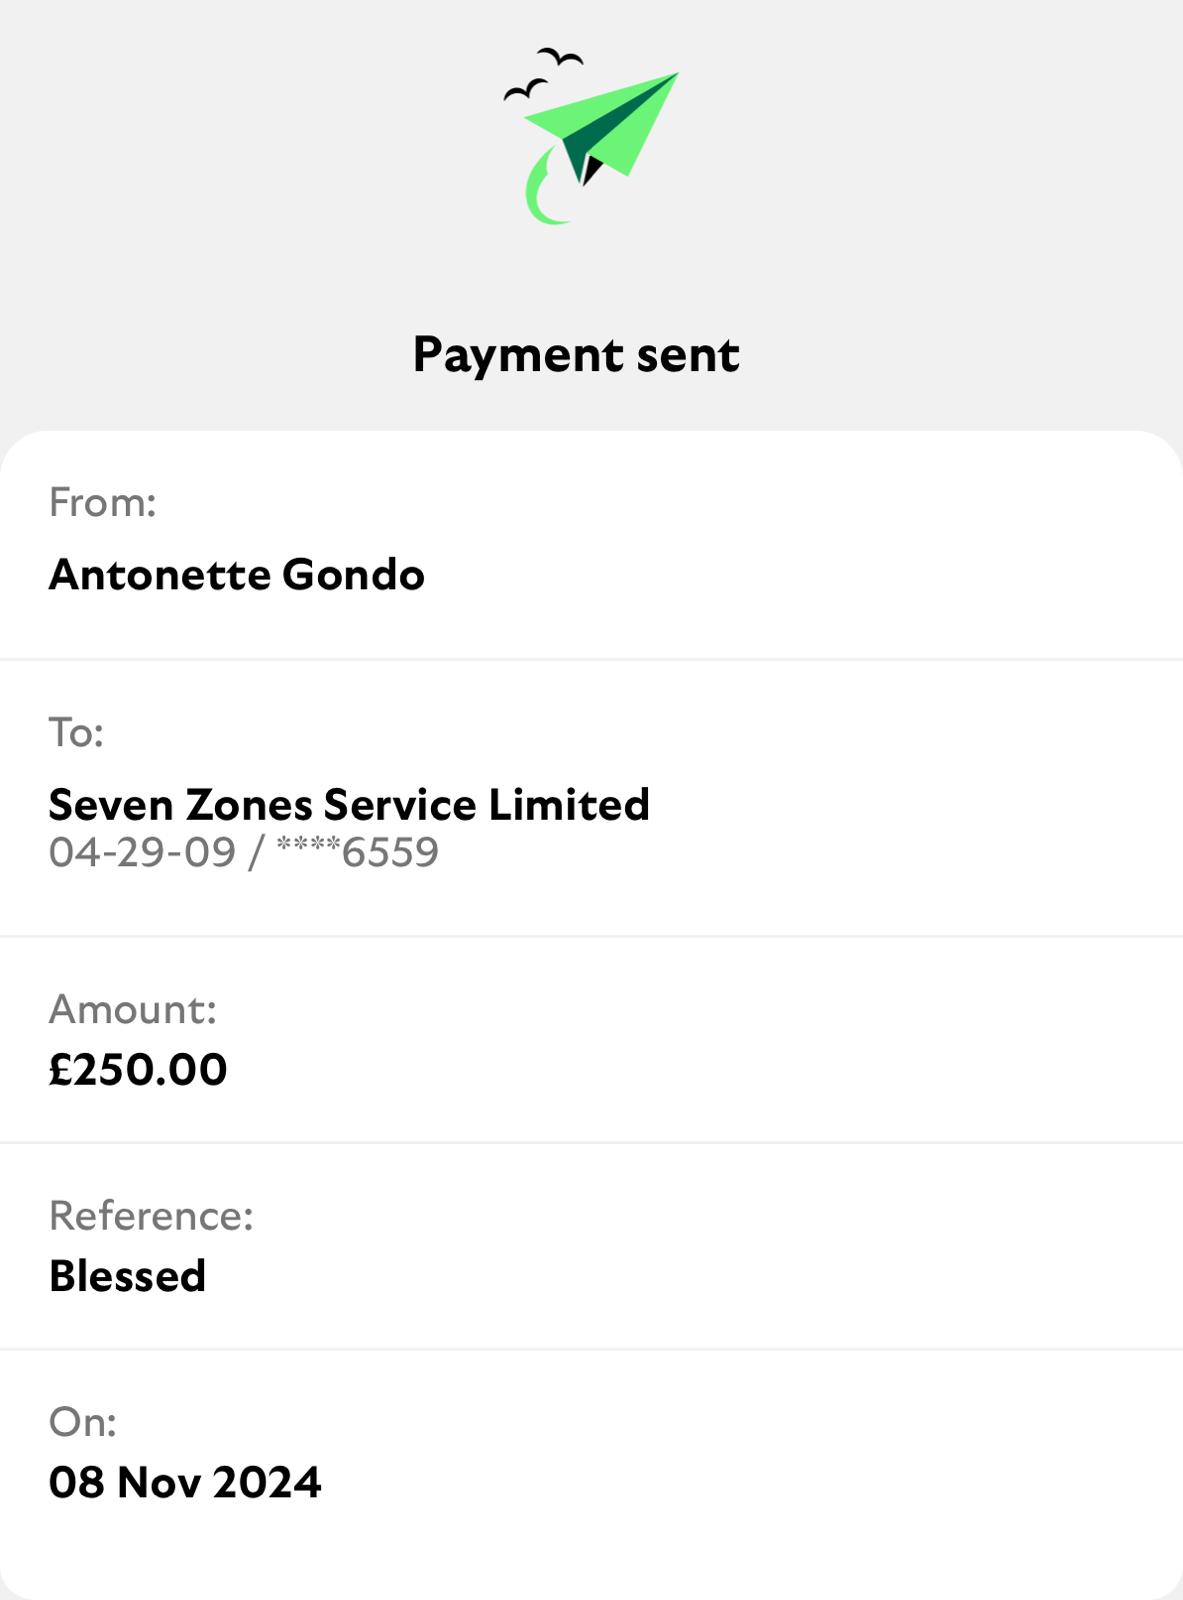 Payment sent
From:
Antonette Gondo
To:
Seven Zones Service Limited
04-29-09 / ****6559
Amount:
£250.00
Reference:
Blessed
On:
08 Nov 2024